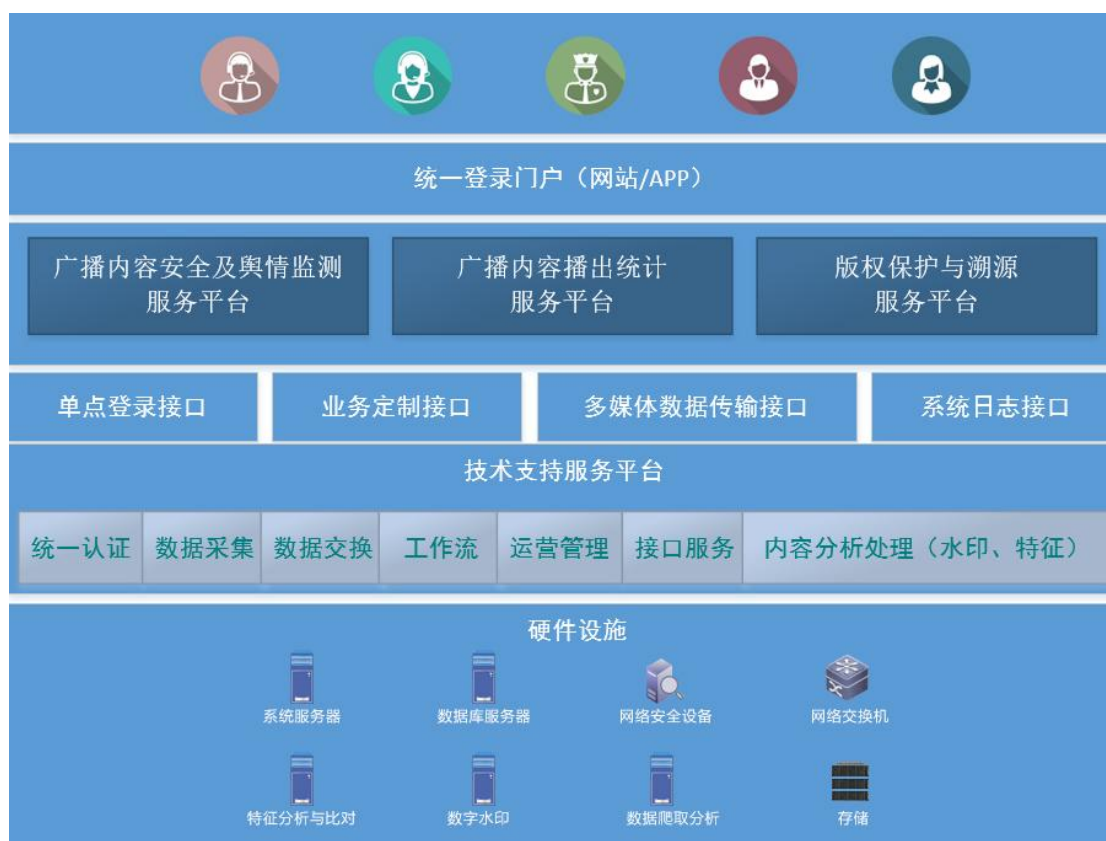 统一登录门户（网站/APP）
广播内容安全及舆情监测
服务平台
广播内容播出统计
服务平台
版权保护与溯源
服务平台
单点登录接口
业务定制接口
多媒体数据传输接口
系统日志接口
技术支持服务平台
统一认证
数据采集
数据交换
工作流
运营管理
接口服务
内容分析处理（水印、特征）
硬件设施
系统服务器
数据库服务器
网络安全设备
网络交换机
特征分析与比对
数字水印
数据爬取分析
存储